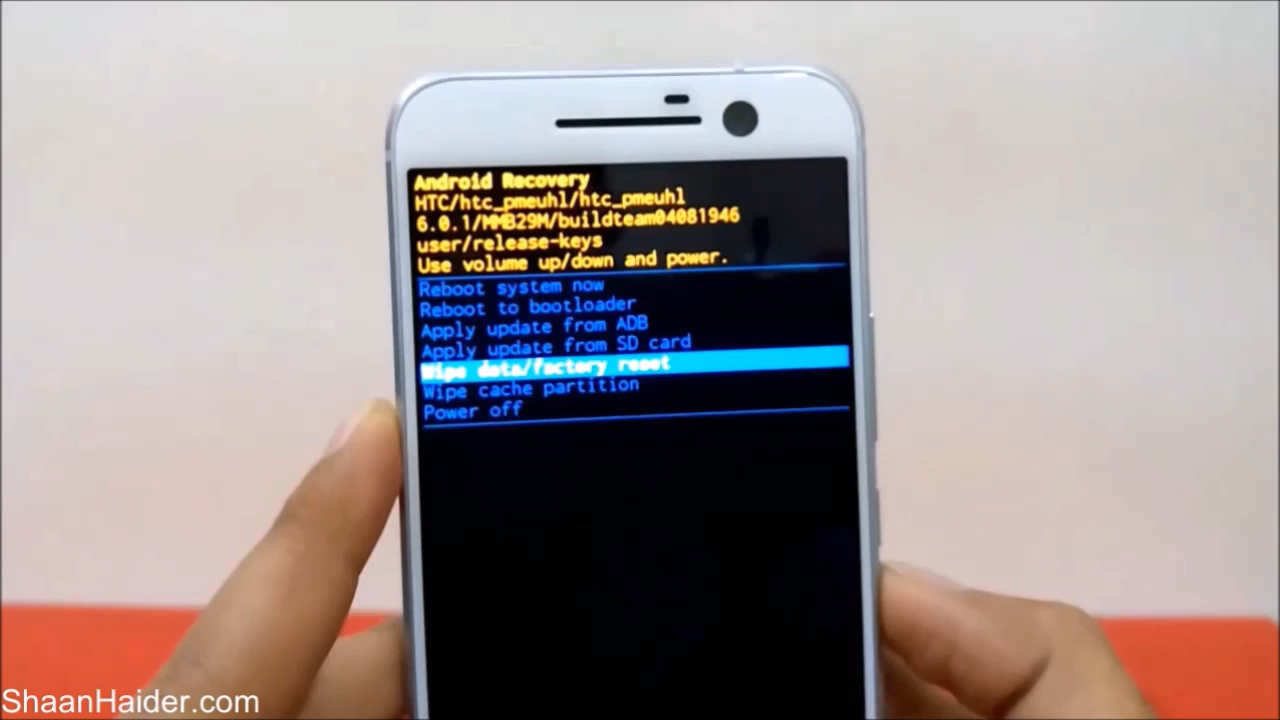 Android Recovery
HTC/htc_pmeuhl/htc_pmeuhl
6.0.1/MMB29M/buildteam04081946
user/release-keys
Use volume up/down and power.
Reboot system now
Reboot to bootloader
Apply update from ADB
Apply update from SD card
Wipe data/factory reset
Wipe cache partition
Power off
ShaanHaider.com